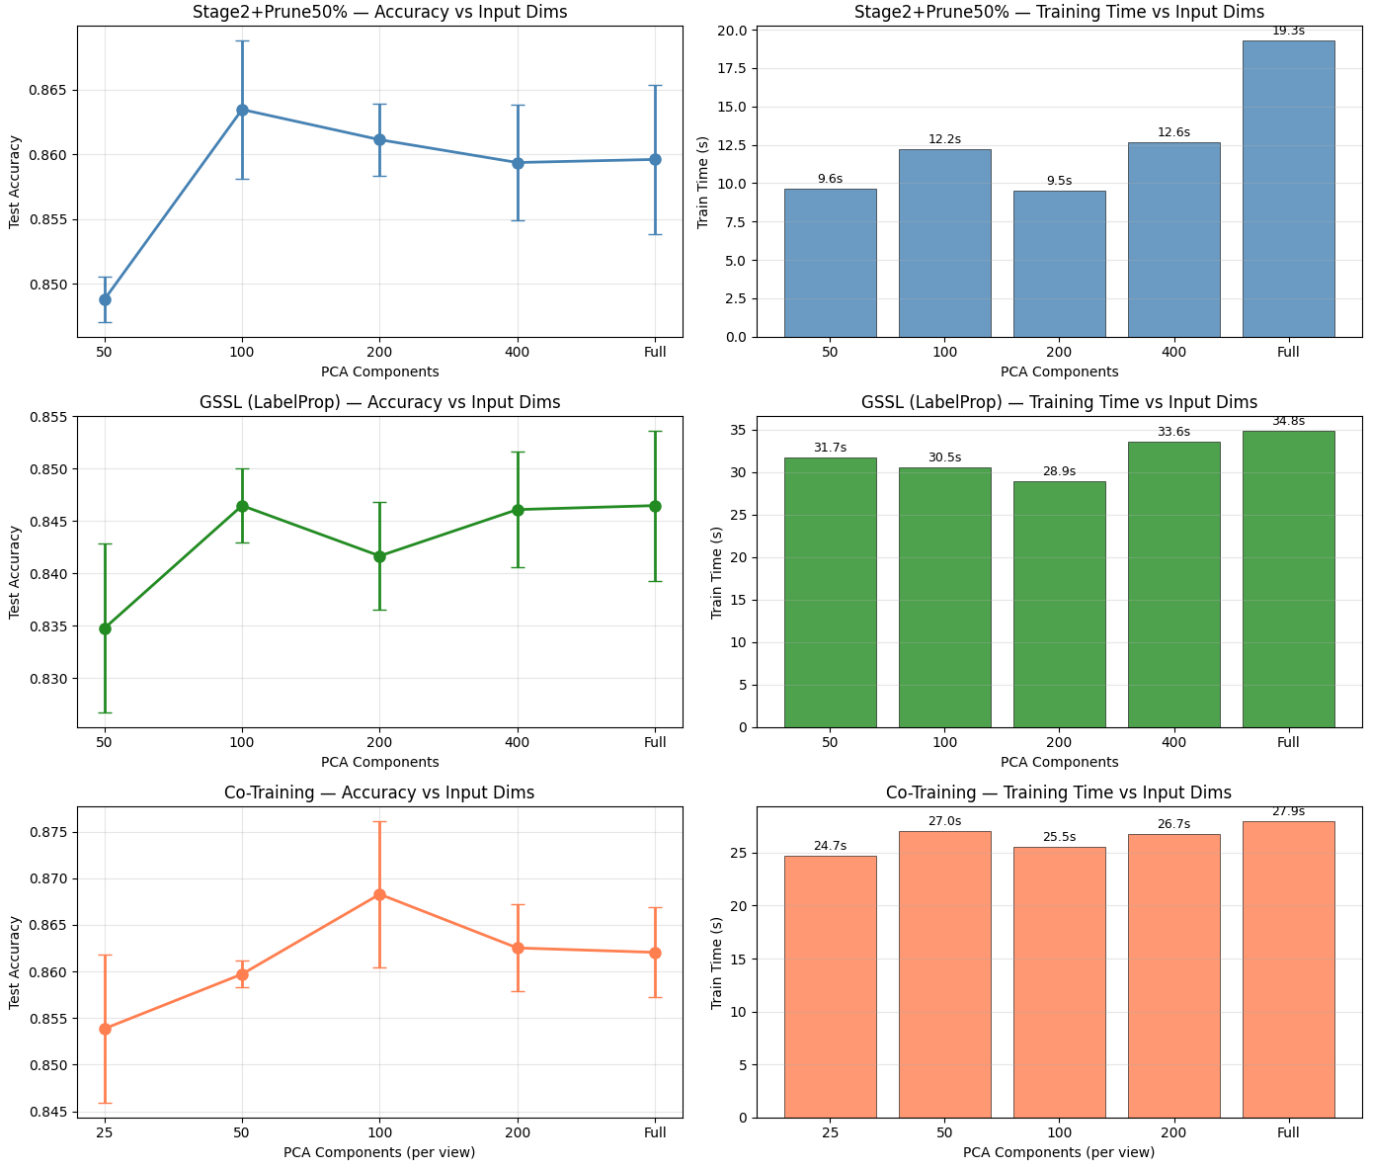 Stage2+Prune50% — Accuracy vs Input Dims
Test Accuracy
0.865
0.860
0.855
0.850
50 100 200 400 Full
PCA Components
Stage2+Prune50% — Training Time vs Input Dims
Train Time (s)
20.0
17.5
15.0
12.5
10.0
7.5
5.0
2.5
0.0
9.6s
12.2s
9.5s
12.6s
19.3s
50 100 200 400 Full
PCA Components
GSSL (LabelProp) — Accuracy vs Input Dims
Test Accuracy
0.855
0.850
0.845
0.840
0.835
0.830
50 100 200 400 Full
PCA Components
GSSL (LabelProp) — Training Time vs Input Dims
Train Time (s)
35
30
25
20
15
10
5
0
31.7s
30.5s
28.9s
33.6s
34.8s
50 100 200 400 Full
PCA Components
Co-Training — Accuracy vs Input Dims
Test Accuracy
0.875
0.870
0.865
0.860
0.855
0.850
0.845
25 50 100 200 Full
PCA Components (per view)
Co-Training — Training Time vs Input Dims
Train Time (s)
25
20
15
10
5
0
24.7s
27.0s
25.5s
26.7s
27.9s
25 50 100 200 Full
PCA Components (per view)